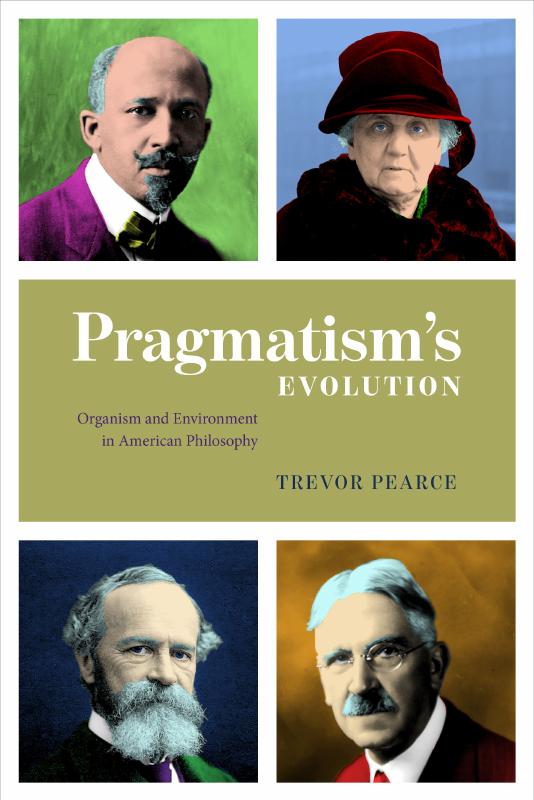 Pragmatism's
EVOLUTION
Organism and Environment
in American Philosophy
TREVOR PEARCE